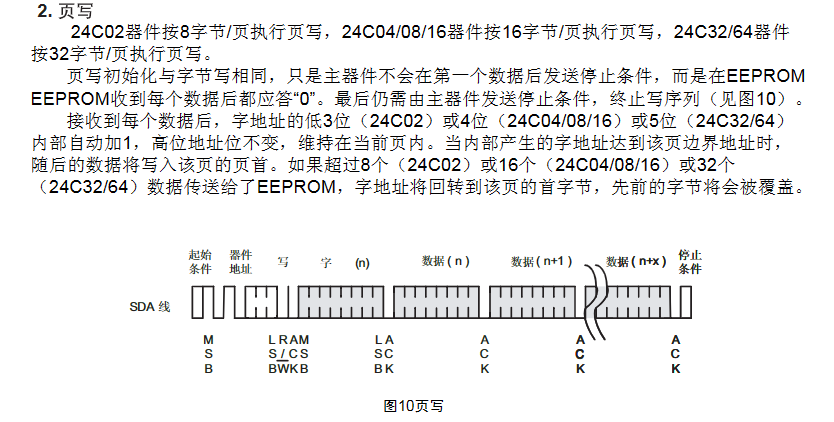 2. 页写
24C02器件按8字节/页执行页写，24C04/08/16器件按16字节/页执行页写，24C32/64器件
按32字节/页执行页写。
页写初始化与字节写相同，只是主器件不会在第一个数据后发送停止条件，而是在EEPROM
EEPROM收到每个数据后都应答“0”。最后仍需由主器件发送停止条件，终止写序列（见图10）。
接收到每个数据后，字地址的低3位（24C02）或4位（24C04/08/16）或5位（24C32/64）
内部自动加1，高位地址位不变，维持在当前页内。当内部产生的字地址达到该页边界地址时，
随后的数据将写入该页的页首。如果超过8个（24C02）或16个（24C04/08/16）或32个
（24C32/64）数据传送给了EEPROM，字地址将回转到该页的首字节，先前的字节将会被覆盖。
起始 器件 停止
写 字 (n) 数据(n) 数据(n+1) 数据(n+x)
条件 地址 条件
SDA 线
M LRAM LA A A A
S S/CS SC C C C
B BWKB BK K K K
图10页写